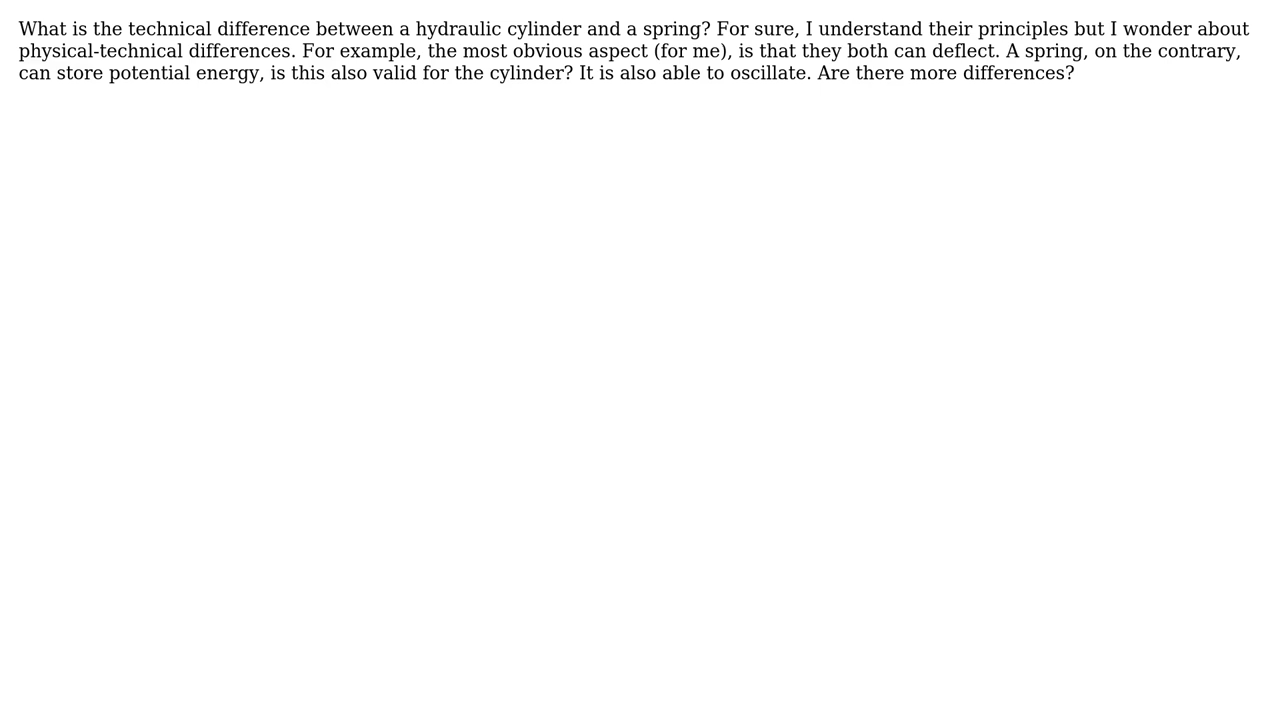 What is the technical difference between a hydraulic cylinder and a spring? For sure, I understand their principles but I wonder about
physical-technical differences. For example, the most obvious aspect (for me), is that they both can deflect. A spring, on the contrary,
can store potential energy, is this also valid for the cylinder? It is also able to oscillate. Are there more differences?